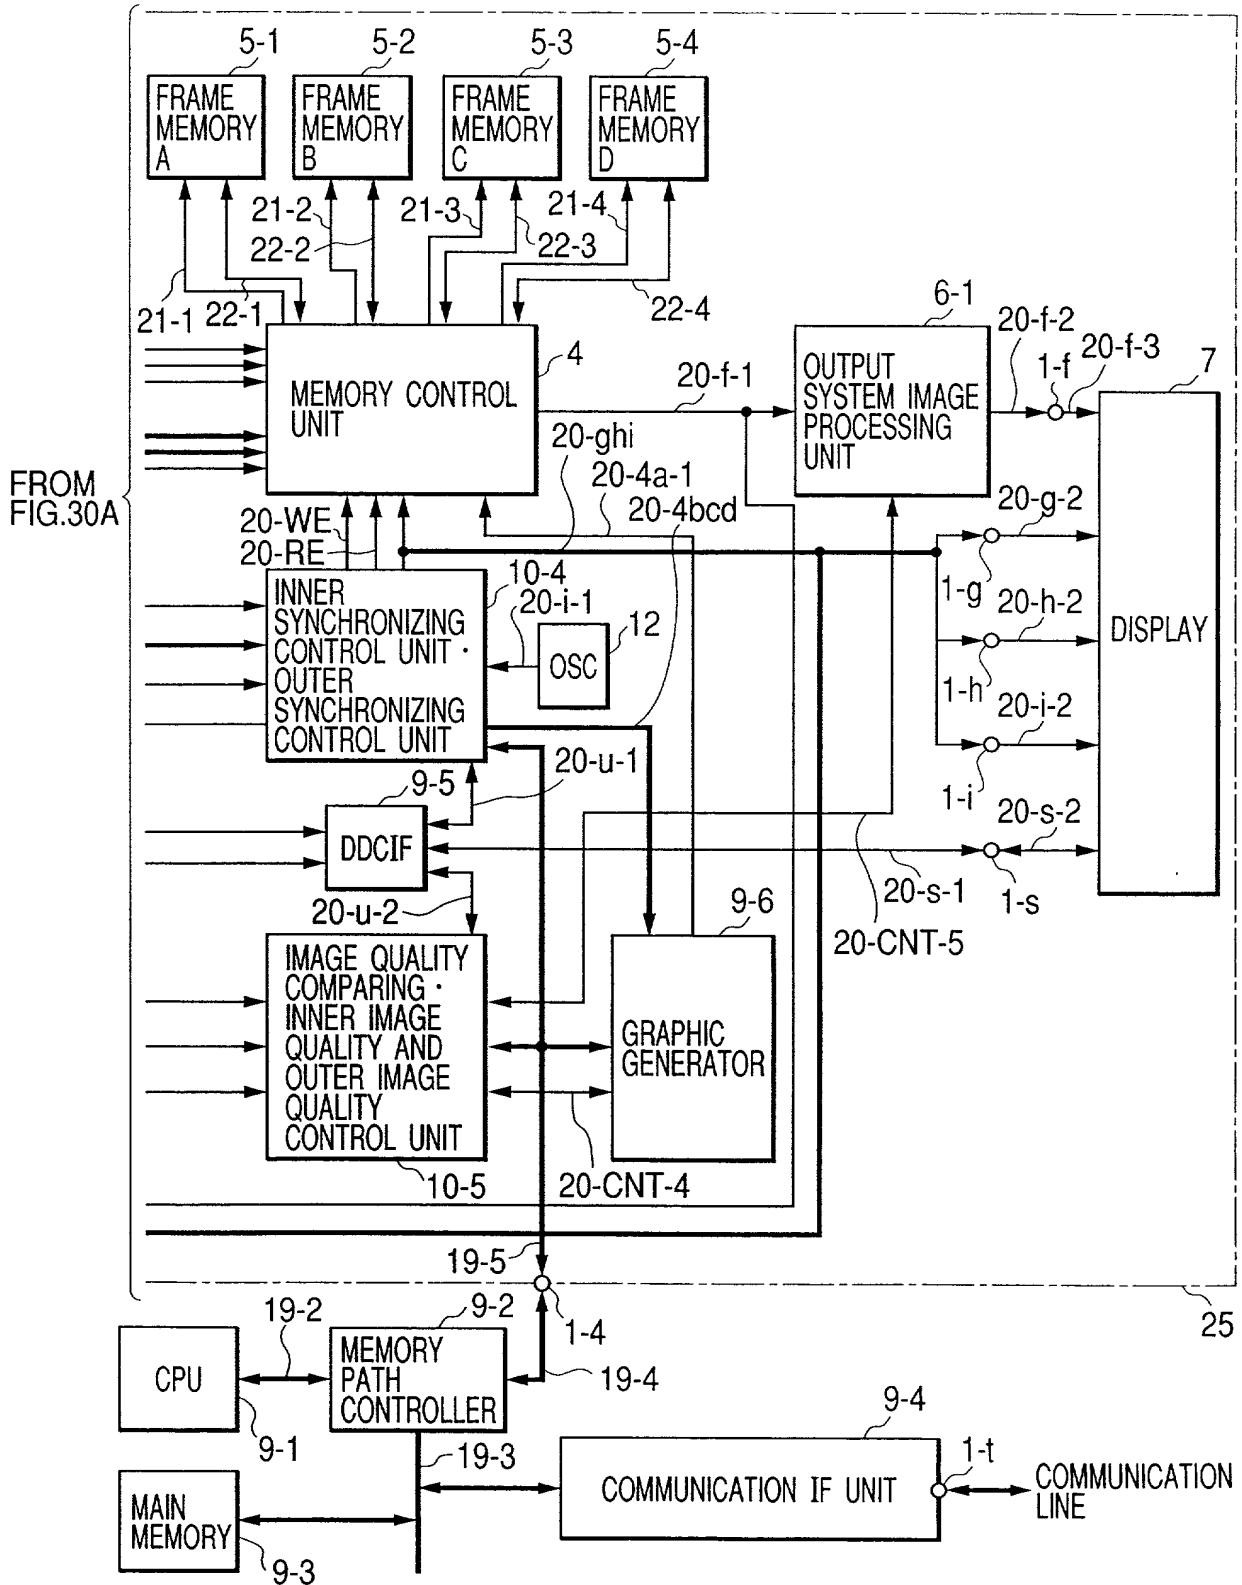 5-1
5-2
5-3
5-4
FRAME
MEMORY
A
FRAME
MEMORY
B
FRAME
MEMORY
C
FRAME
MEMORY
D
21-2
22-2
21-3
22-3
21-4
21-1
22-1
22-4
6-1
20-f-2
20-f-3
1-f
7
4
20-f-1
MEMORY CONTROL
UNIT
OUTPUT
SYSTEM IMAGE
PROCESSING
UNIT
20-ghi
20-4a-1
20-4bcd
FROM
FIG.30A
20-WE
20-RE
10-4
20-i-1
12
20-g-2
1-g
20-h-2
1-h
20-i-2
1-i
DISPLAY
INNER
SYNCHRONIZING
CONTROL UNIT·
OUTER
SYNCHRONIZING
CONTROL UNIT
OSC
9-5
20-u-1
DDCIF
20-s-2
20-s-1
1-s
20-u-2
9-6
20-CNT-5
IMAGE QUALITY
COMPARING·
INNER IMAGE
QUALITY AND
OUTER IMAGE
QUALITY
CONTROL UNIT
GRAPHIC
GENERATOR
10-5
20-CNT-4
19-5
1-4
25
19-2
9-2
CPU
MEMORY
PATH
CONTROLLER
19-4
9-1
19-3
9-4
1-t
MAIN
MEMORY
COMMUNICATION IF UNIT
COMMUNICATION
LINE
9-3